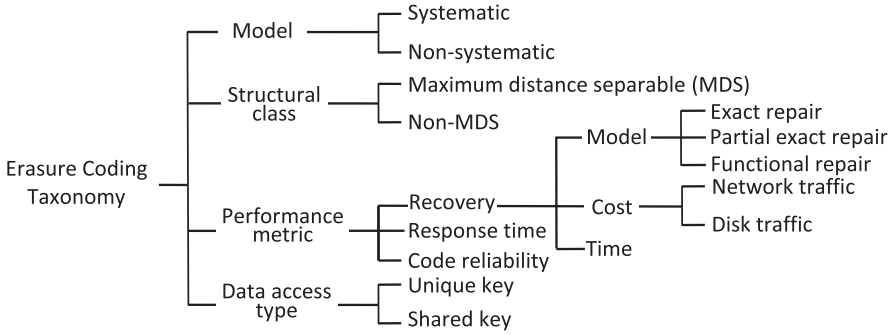 Erasure Coding
Taxonomy
Model
Systematic
Non-systematic
Structural
class
Maximum distance separable (MDS)
Non-MDS
Performance
metric
Recovery
Model
Exact repair
Partial exact repair
Functional repair
Cost
Network traffic
Disk traffic
Time
Response time
Code reliability
Data access
type
Unique key
Shared key